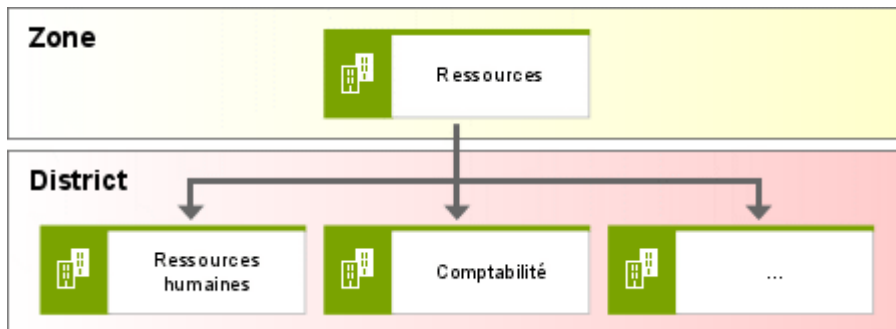 Zone
Ressources
District
Ressources
humaines
Comptabilité
...